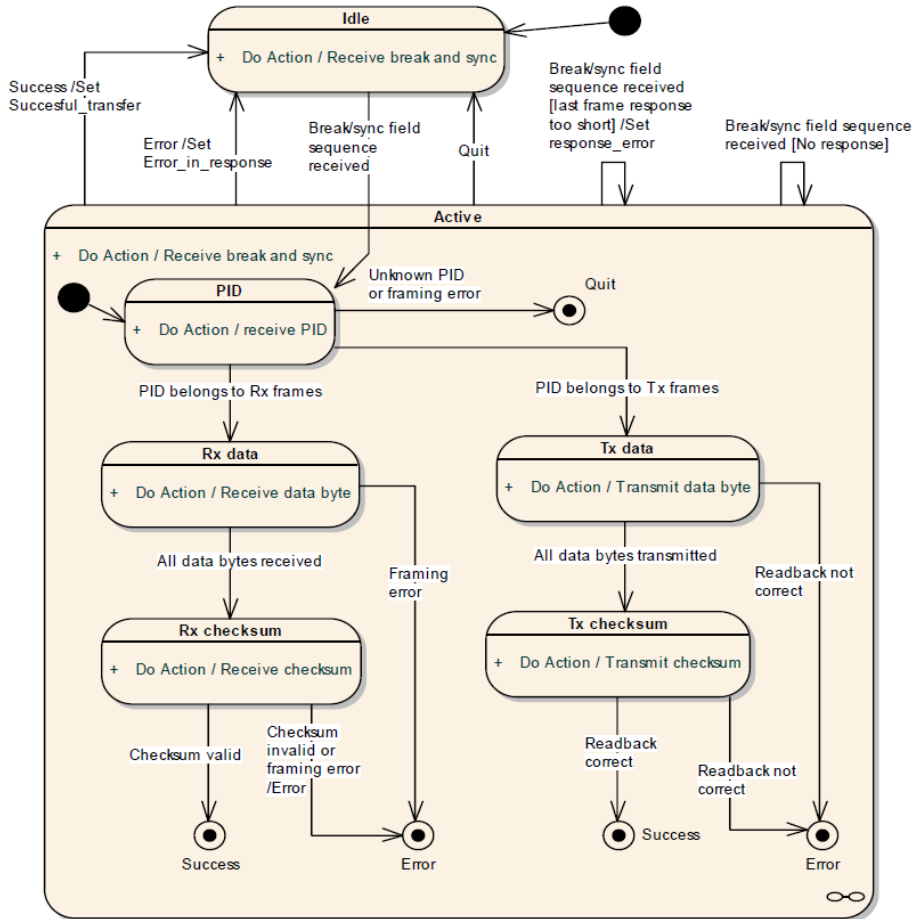 Idle
+ Do Action / Receive break and sync
Success /Set
Succesful_transfer
Error /Set
Error_in_response
Break/sync field
sequence
received
Quit
Break/sync field
sequence received
[last frame response
too short] /Set
response_error
Break/sync field sequence
received [No response]
Active
+ Do Action / Receive break and sync
PID
+ Do Action / receive PID
Unknown PID
or framing error
Quit
PID belongs to Rx frames
PID belongs to Tx frames
Rx data
+ Do Action / Receive data byte
Tx data
+ Do Action / Transmit data byte
All data bytes received
Framing
error
All data bytes transmitted
Readback not
correct
Rx checksum
+ Do Action / Receive checksum
Tx checksum
+ Do Action / Transmit checksum
Checksum valid
Checksum
invalid or
framing error
/Error
Readback
correct
Readback not
correct
Success
Error
Success
Error